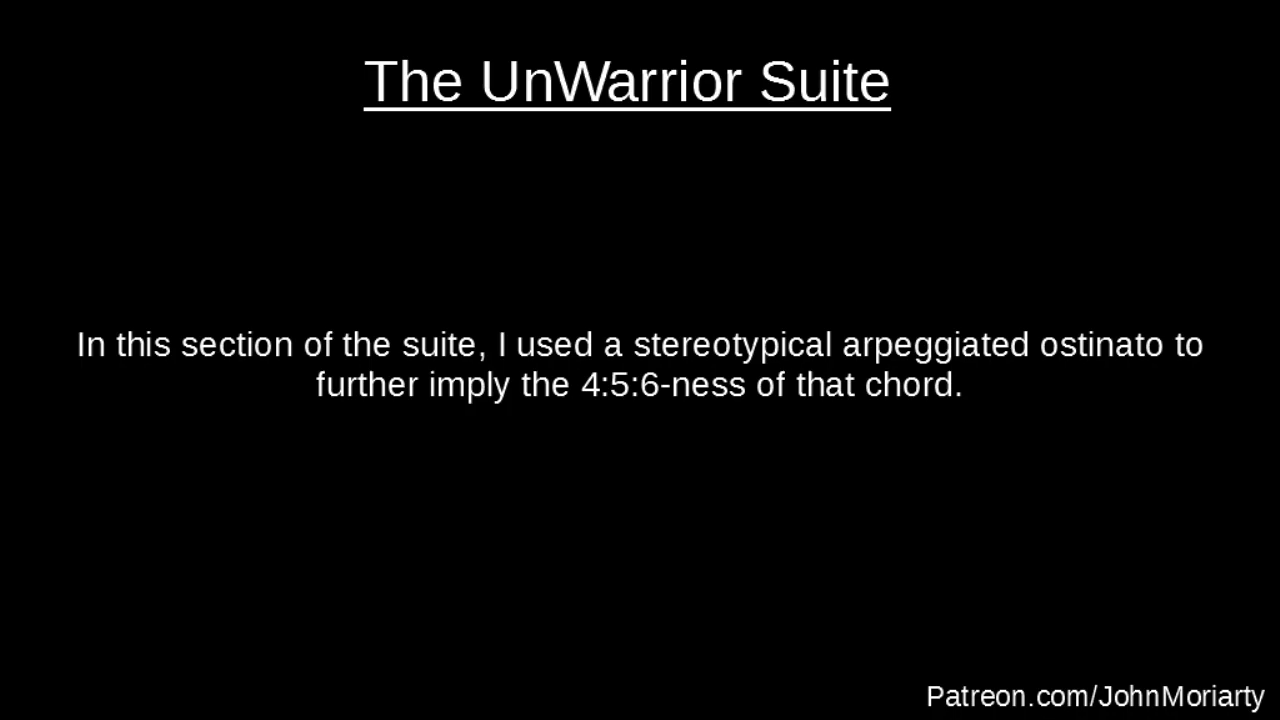 The UnWarrior Suite
In this section of the suite, I used a stereotypical arpeggiated ostinato to
further imply the 4:5:6-ness of that chord.
Patreon.com/JohnMoriarty